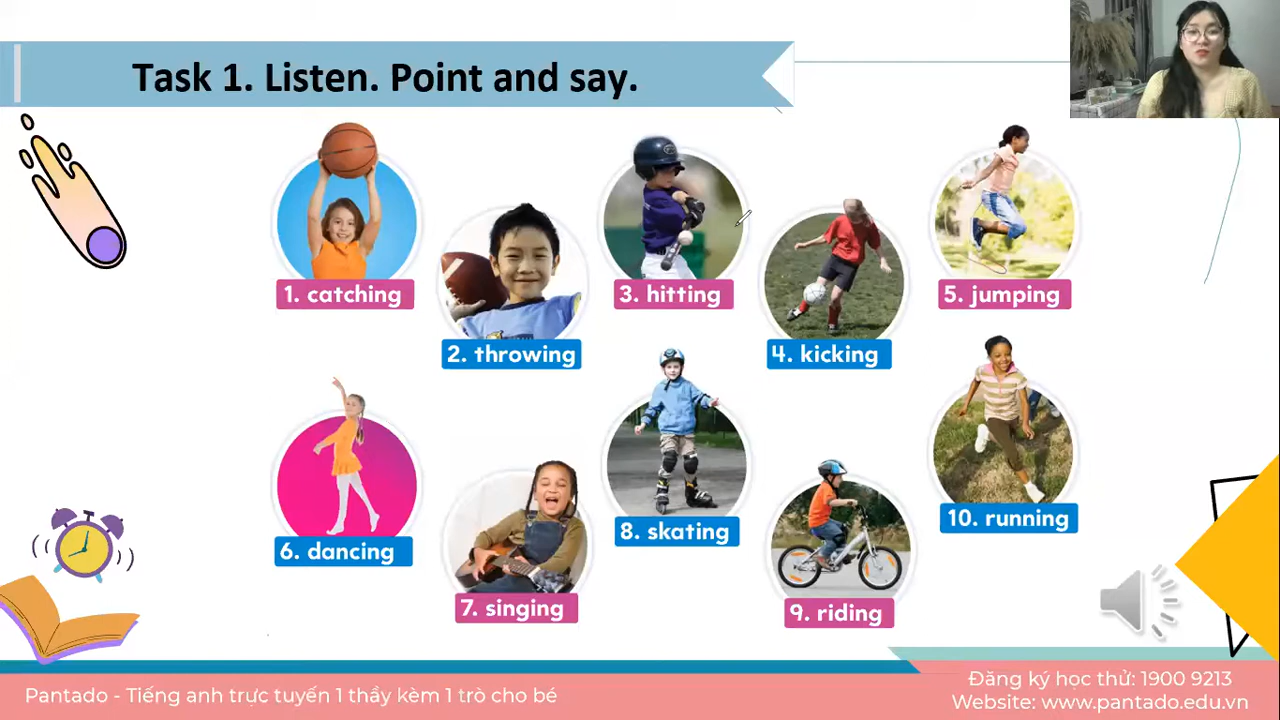 Task 1. Listen. Point and say.
1. catching
2. throwing
3. hitting
4. kicking
5. jumping
6. dancing
7. singing
8. skating
9. riding
10. running
Pantado - Tiếng anh trực tuyến 1 thầy kèm 1 trò cho bé
Đăng ký học thử: 1900 9213
Website: www.pantado.edu.vn